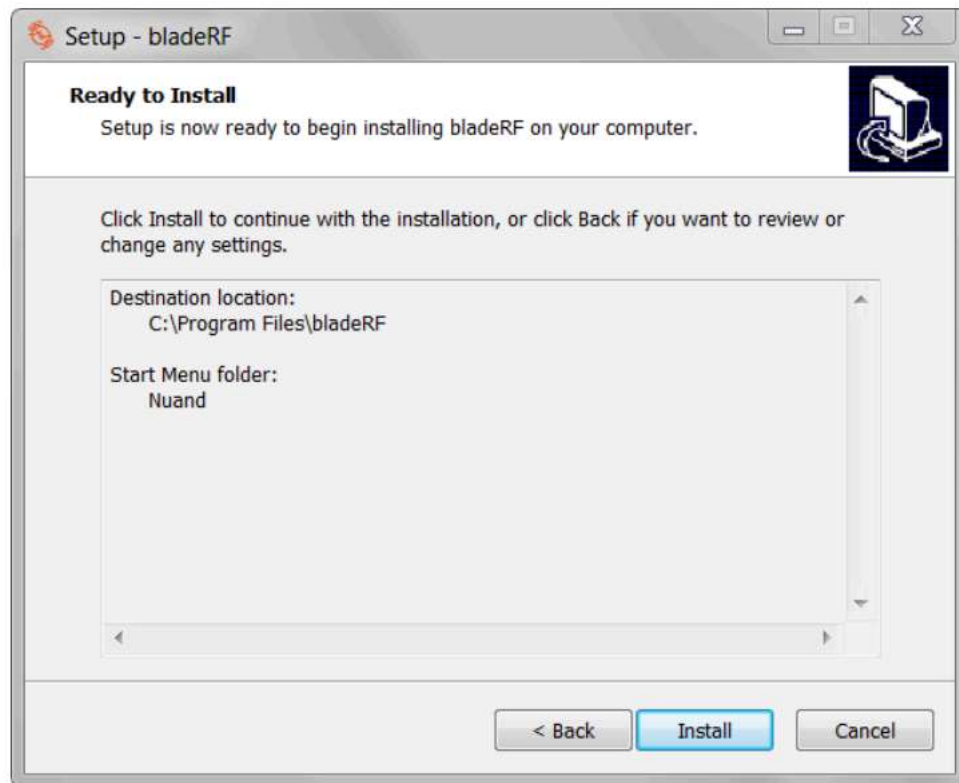 Setup - bladeRF
Ready to Install
Setup is now ready to begin installing bladeRF on your computer.
Click Install to continue with the installation, or click Back if you want to review or
change any settings.
Destination location:
C:\Program Files\bladeRF
Start Menu folder:
Nuand
< Back
Install
Cancel